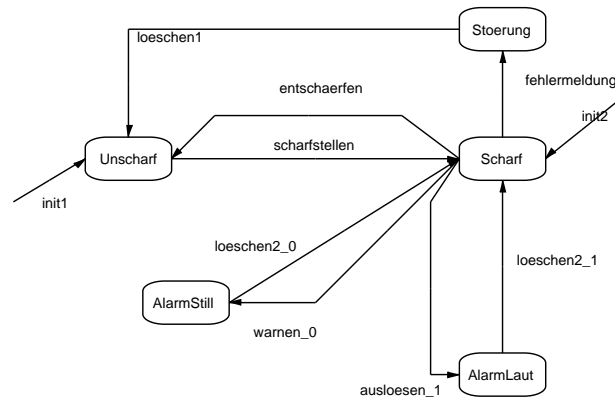 Stoerung
loeschen1
fehlermeldung
entschaerfen
init2
scharfstellen
Unscharf
Scharf
init1
loeschen2_0
loeschen2_1
AlarmStill
warnen_0
AlarmLaut
ausloesen_1